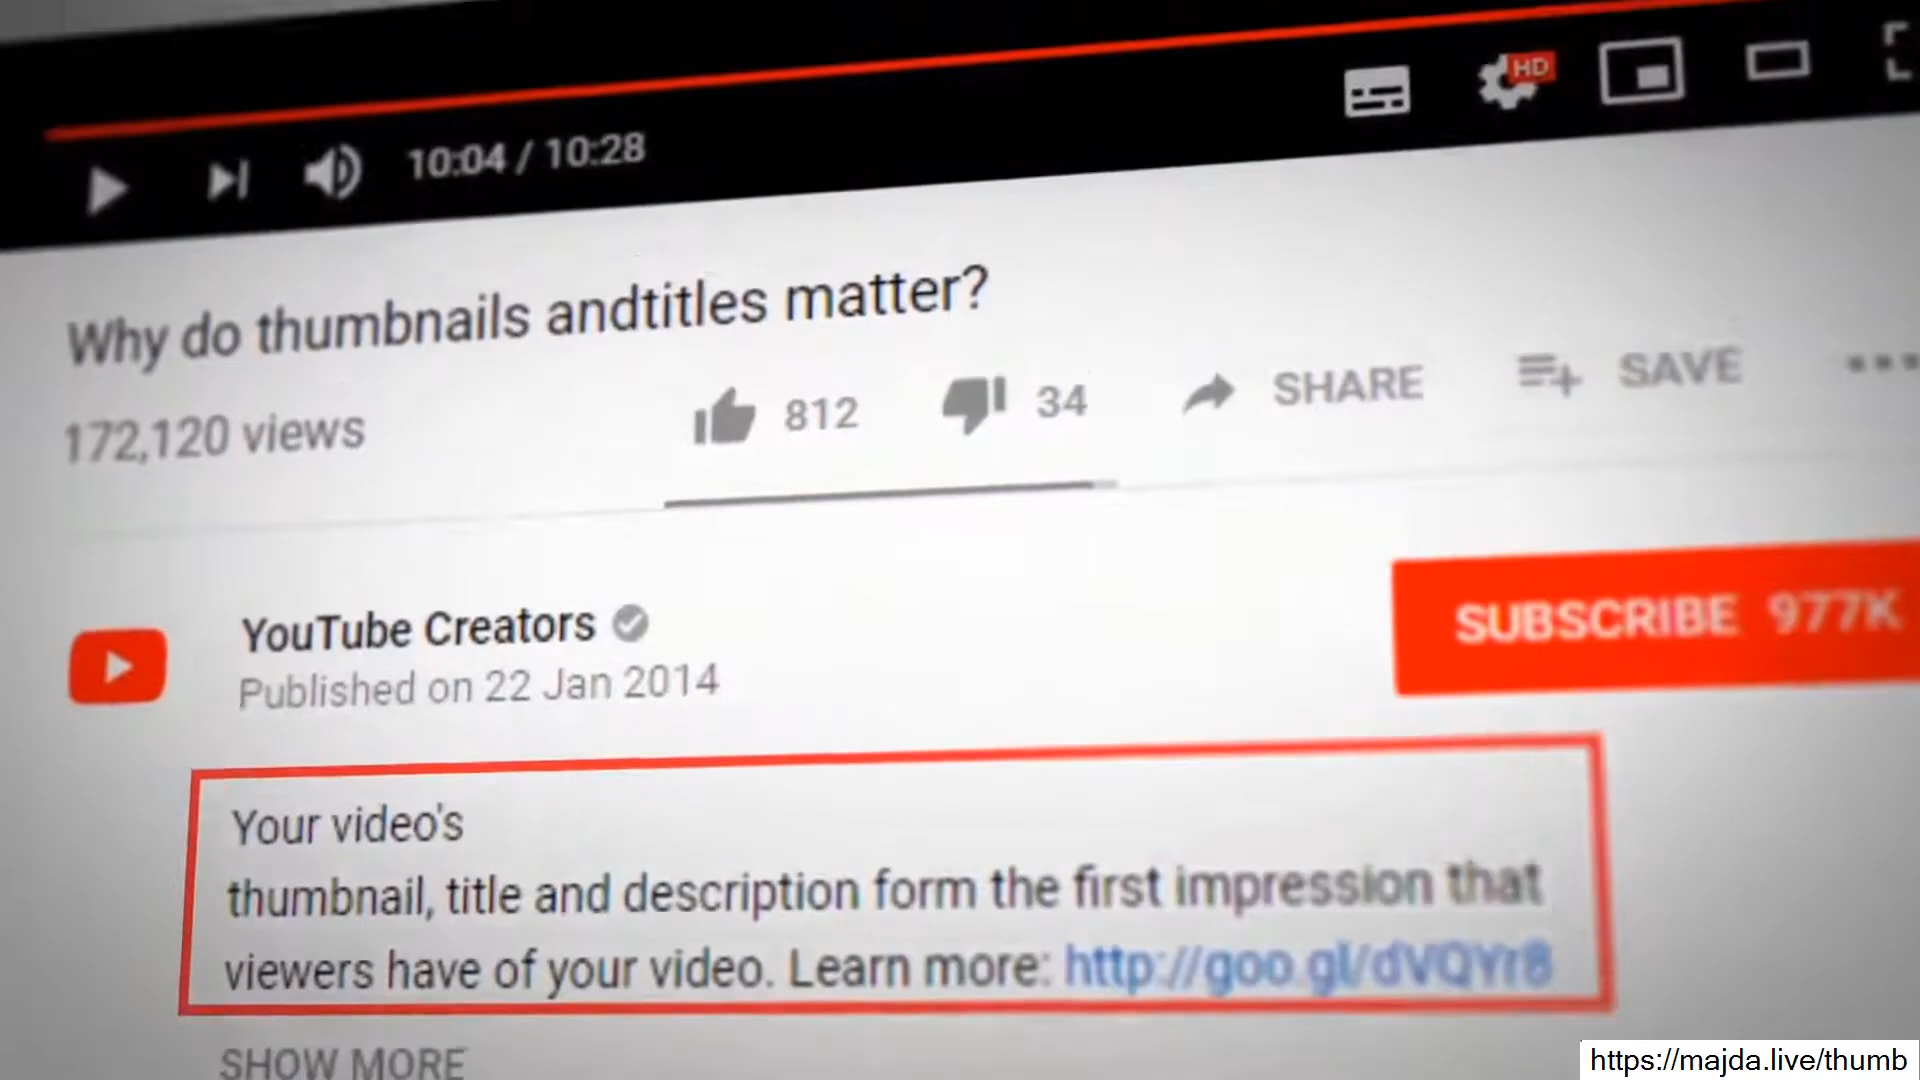 HD
10:04 / 10:28
Why do thumbnails andtitles matter?
172,120 views
812
34
SHARE
SAVE
YouTube Creators
Published on 22 Jan 2014
SUBSCRIBE 977K
Your video's
thumbnail, title and description form the first impression that
viewers have of your video. Learn more: http://goo.gl/dVQYr8
SHOW MORE
https://majda.live/thumb